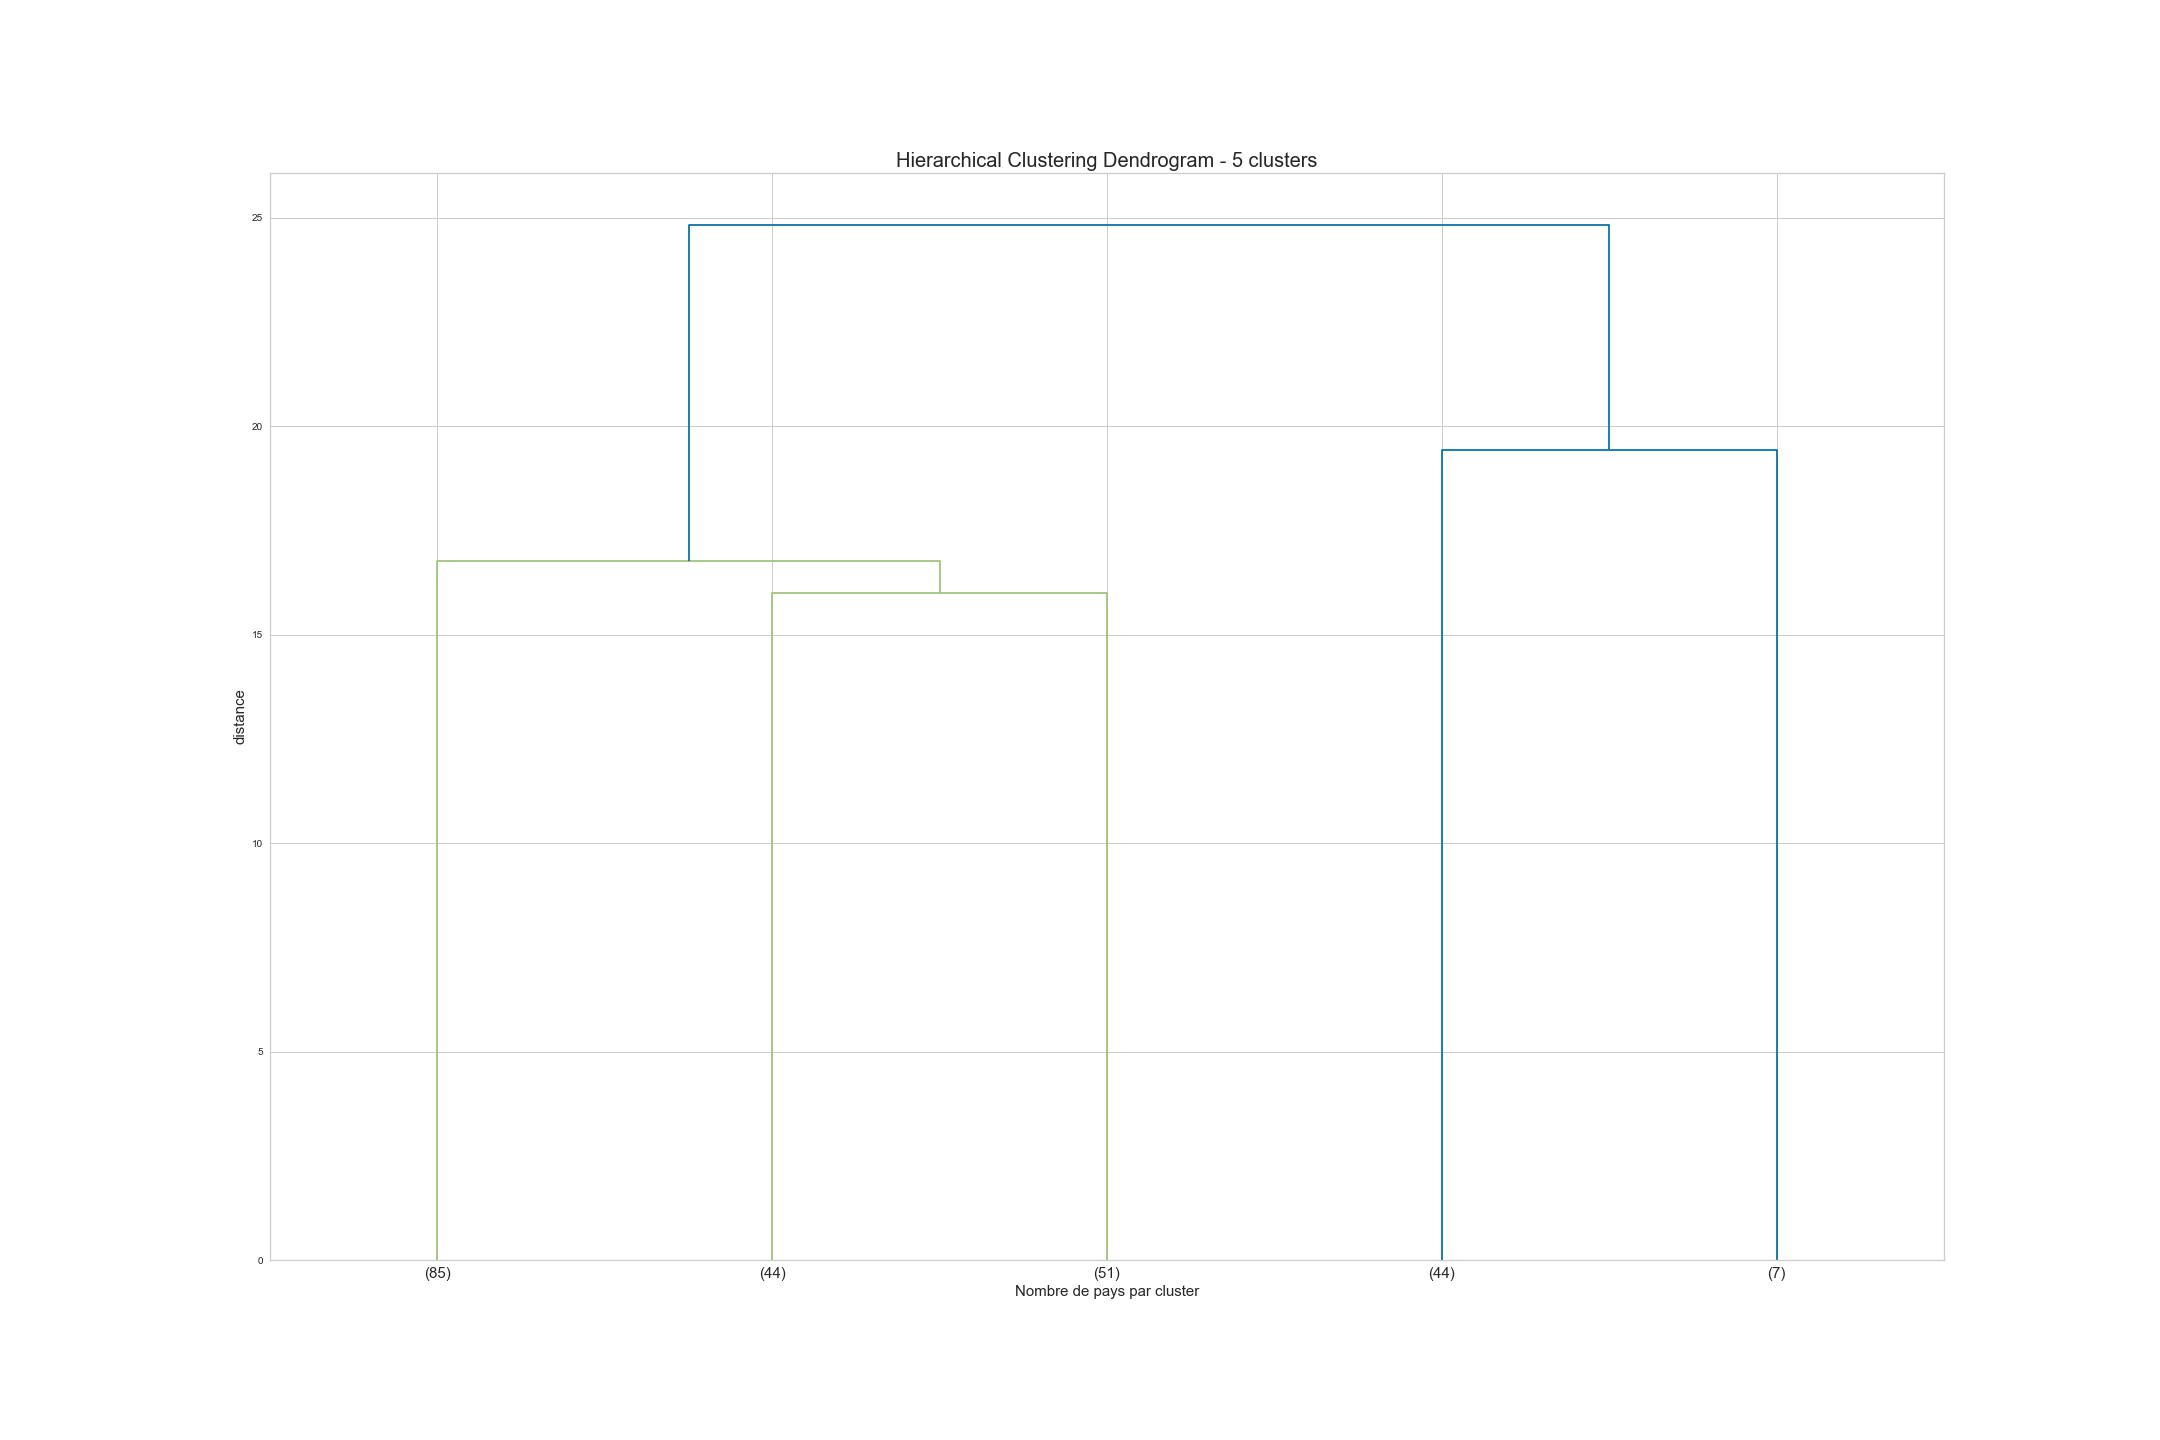 Hierarchical Clustering Dendrogram - 5 clusters
25
20
15
10
5
0
distance
(85) (44) (51) (44) (7)
Nombre de pays par cluster